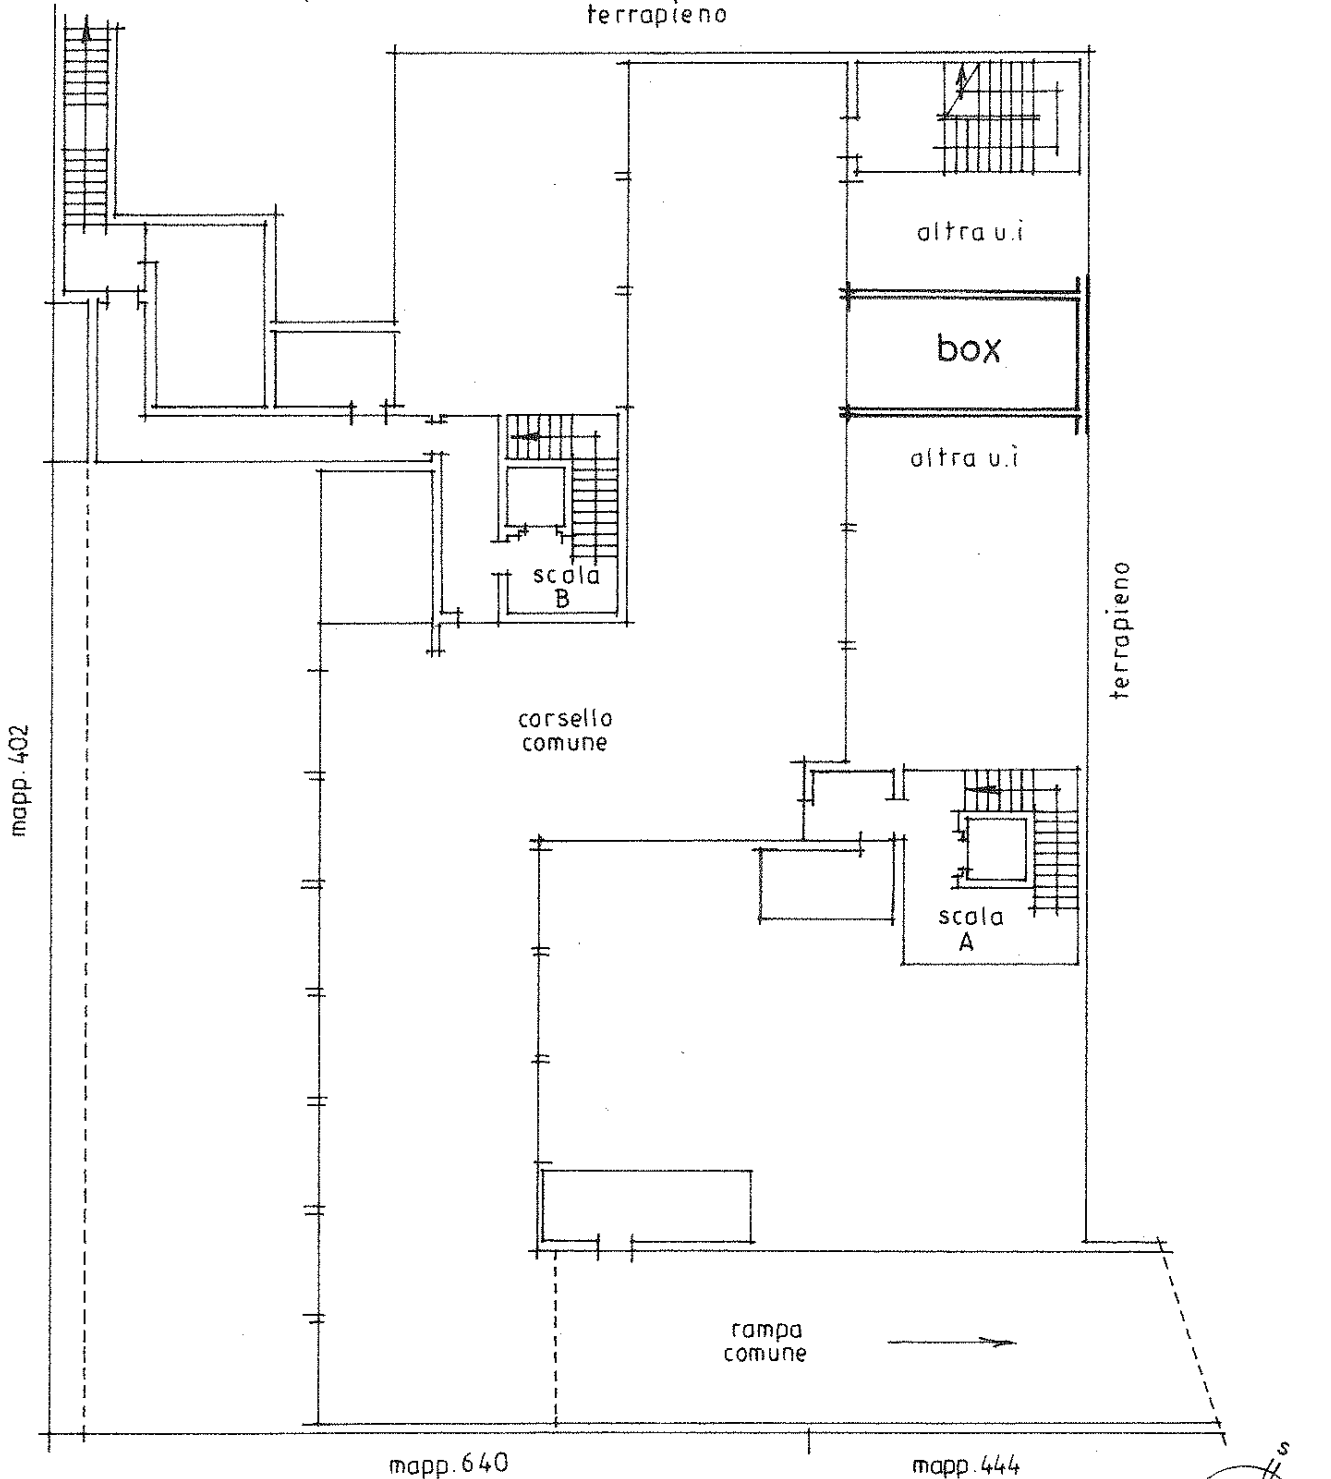 terrapieno
altra u.i
box
altra u.i
scala
B
terrapieno
corsello
comune
mapp. 402
scala
A
rampa
comune
mapp. 640
mapp. 444
S